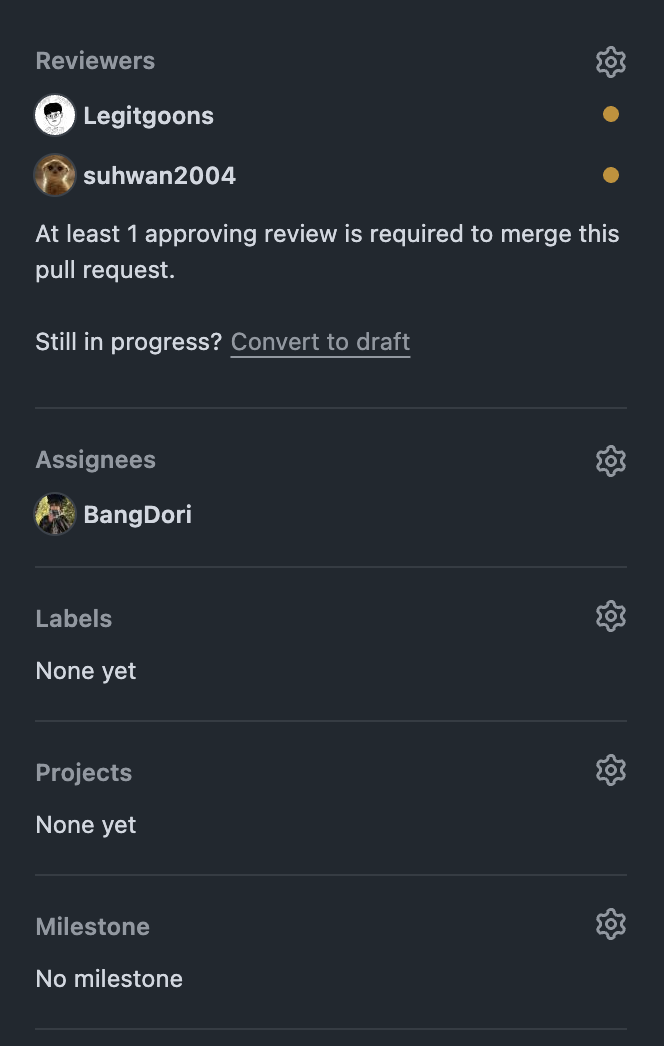 Reviewers
Legitgoons
suhwan2004
At least 1 approving review is required to merge this
pull request.
Still in progress? Convert to draft
Assignees
BangDori
Labels
None yet
Projects
None yet
Milestone
No milestone